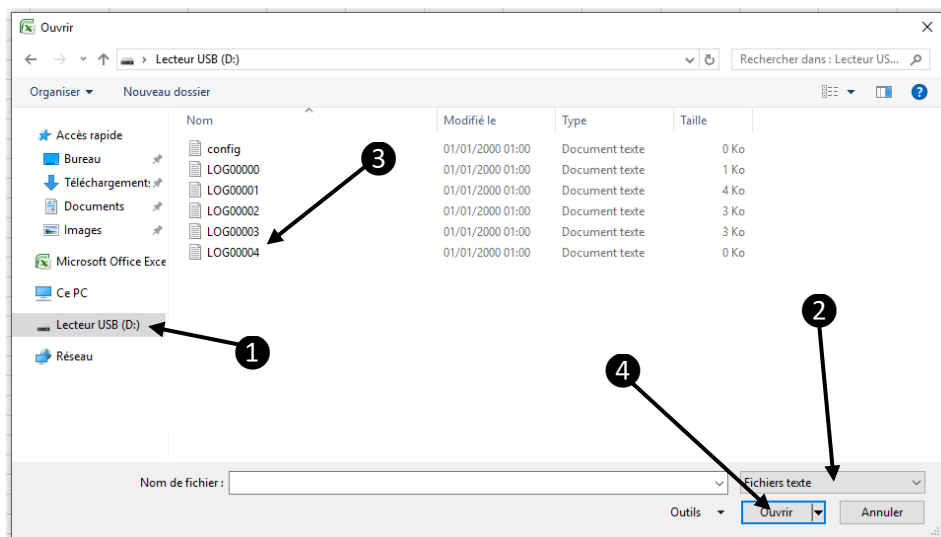 Ouvrir
Lecteur USB (D:)
Rechercher dans : Lecteur US...
Organiser
Nouveau dossier
Nom Modifié le Type Taille
Accès rapide
Bureau
Téléchargement:
Documents
Images
Microsoft Office Exce
Ce PC
Lecteur USB (D:)
Réseau
config 01/01/2000 01:00 Document texte 0 Ko
LOG00000 01/01/2000 01:00 Document texte 1 Ko
LOG00001 01/01/2000 01:00 Document texte 4 Ko
LOG00002 01/01/2000 01:00 Document texte 3 Ko
LOG00003 01/01/2000 01:00 Document texte 3 Ko
LOG00004 01/01/2000 01:00 Document texte 0 Ko
3
2
1
4
Nom de fichier :
Fichiers texte
Outils
Ouvrir
Annuler